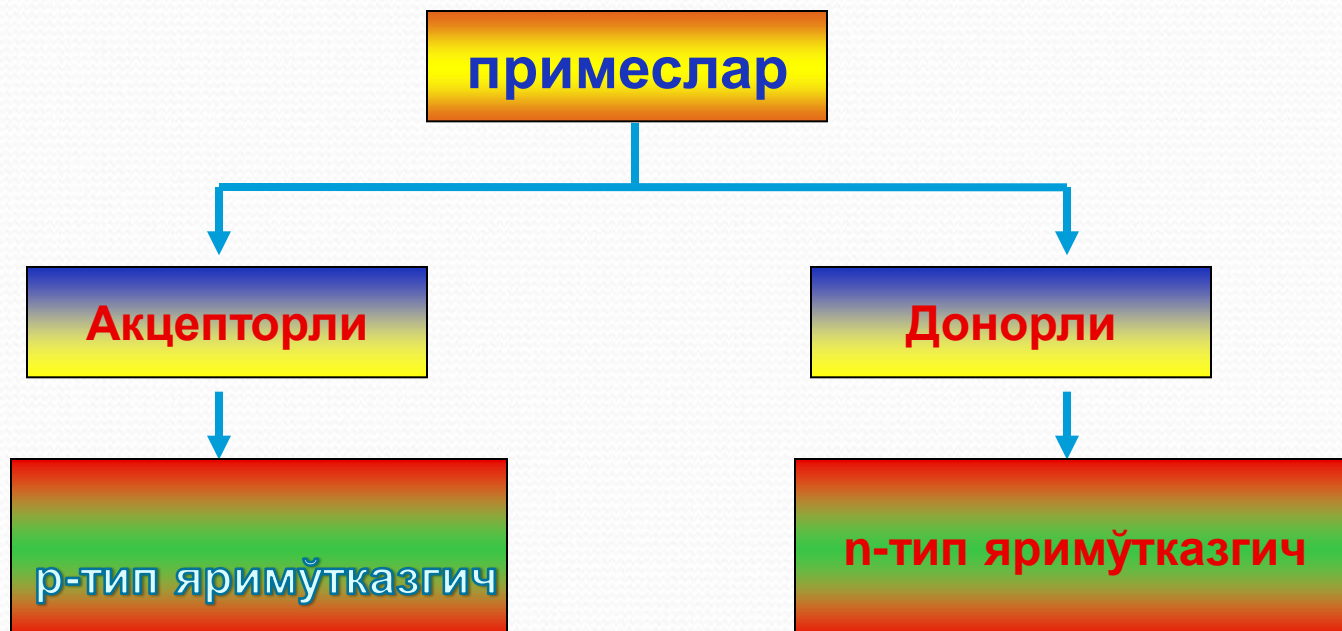 примеслар
Акцепторли
Донорли
р-тип яримўтказгич
n-тип яримўтказгич